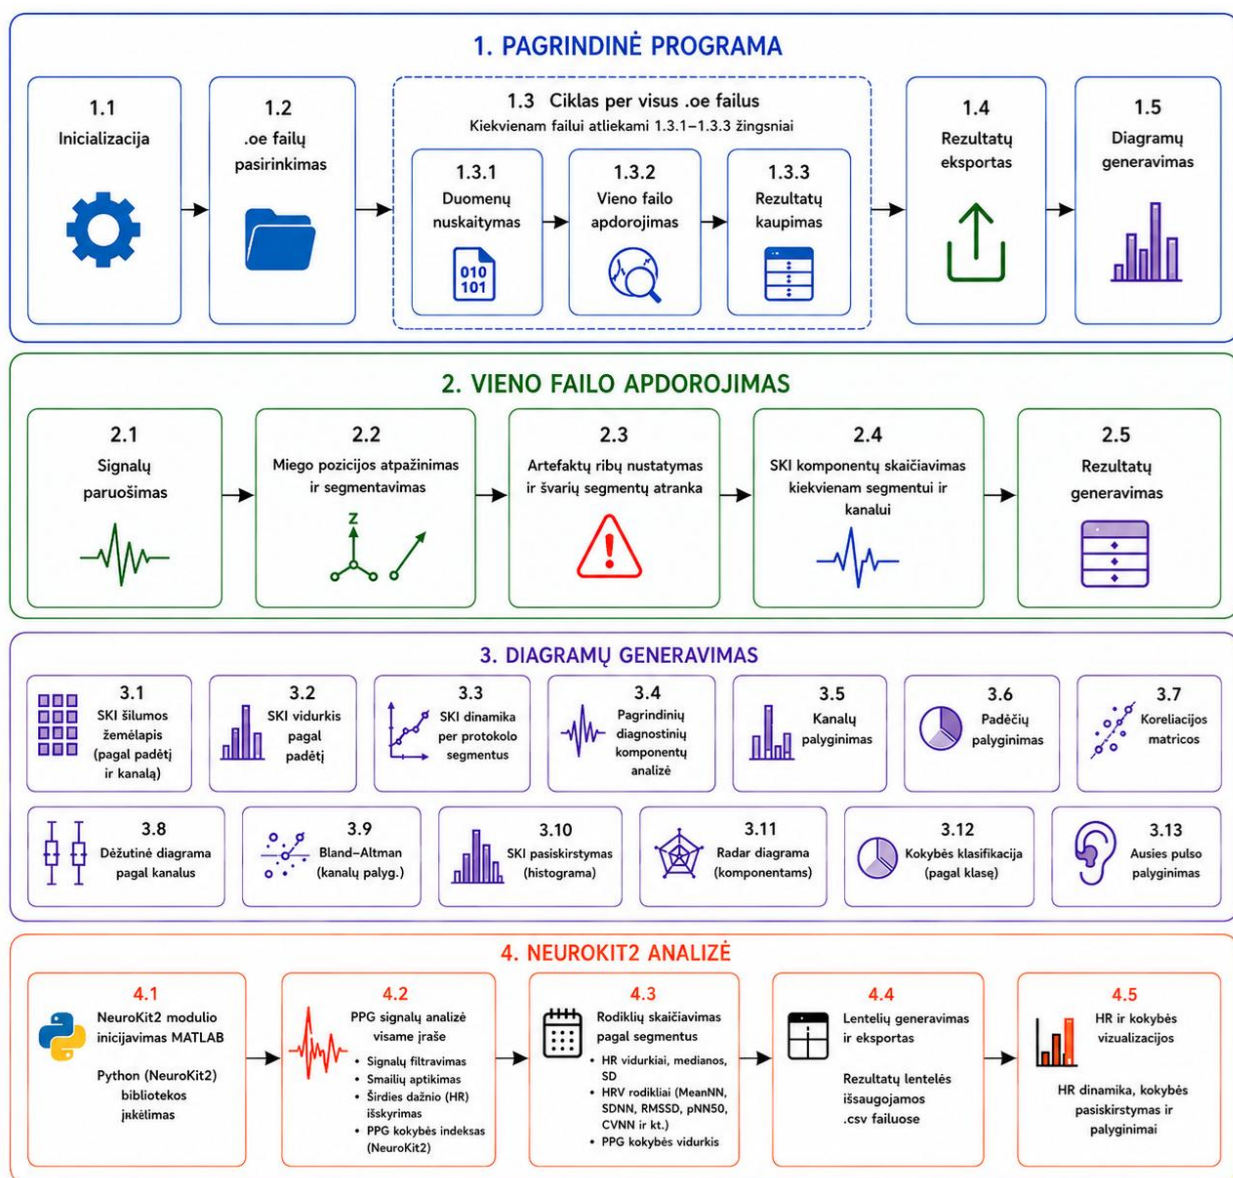 1. PAGRINDINĖ PROGRAMA
1.1
Inicializacija
1.2
.oe failų
pasirinkimas
1.3 Ciklas per visus .oe failus
Kiekvienam failui atliekami 1.3.1–1.3.3 žingsniai
1.3.1
Duomenų
nuskaitymas
010
101
1.3.2
Vieno failo
apdorojimas
1.3.3
Rezultatų
kaupimas
1.4
Rezultatų
eksportas
1.5
Diagramų
generavimas
2. VIENO FAILO APDOROJIMAS
2.1
Signalų
paruošimas
2.2
Miego pozicijos atpažinimas
ir segmentavimas
Z
2.3
Artefaktų ribų nustatymas
ir švarių segmentų atranka
2.4
SKI komponentų skaičiavimas
kiekvienam segmentui ir
kanalui
2.5
Rezultatų
generavimas
3. DIAGRAMŲ GENERAVIMAS
3.1
SKI šilumos
žemėlapis
(pagal padėtį
ir kanalą)
3.2
SKI vidurkis
pagal
padėtį
3.3
SKI dinamika
per protokolo
segmentus
3.4
Pagrindinių
diagnostinių
komponentų
analizė
3.5
Kanalų
palyginimas
3.6
Padėčių
palyginimas
3.7
Koreliacijos
matricos
3.8
Dėžutinė diagrama
pagal kanalus
3.9
Bland–Altman
(kanalų palyg.)
3.10
SKI pasiskirstymas
(histograma)
3.11
Radar diagrama
(komponentams)
3.12
Kokybės klasifikacija
(pagal klasę)
3.13
Ausies pulso
palyginimas
4. NEUROKIT2 ANALIZĖ
4.1
NeuroKit2 modulio
inicijavimas MATLAB
Python (NeuroKit2)
bibliotekos
įkėlimas
4.2
PPG signalų analizė
visame įraše
• Signalų filtravimas
• Smailių aptikimas
• Širdies dažnio (HR)
išskyrimas
• PPG kokybės indeksas
(NeuroKit2)
4.3
Rodiklių skaičiavimas
pagal segmentus
• HR vidurkiai, medianos,
SD
• HRV rodikliai (MeanNN,
SDNN, RMSSD, pNN50,
CVNN ir kt.)
• PPG kokybės vidurkis
4.4
Lentelių generavimas
ir eksportas
Rezultatų lentelės
išsaugojamos
.csv failuose
4.5
HR ir kokybės
vizualizacijos
HR dinamika, kokybės
pasiskirstymas ir
palyginimai